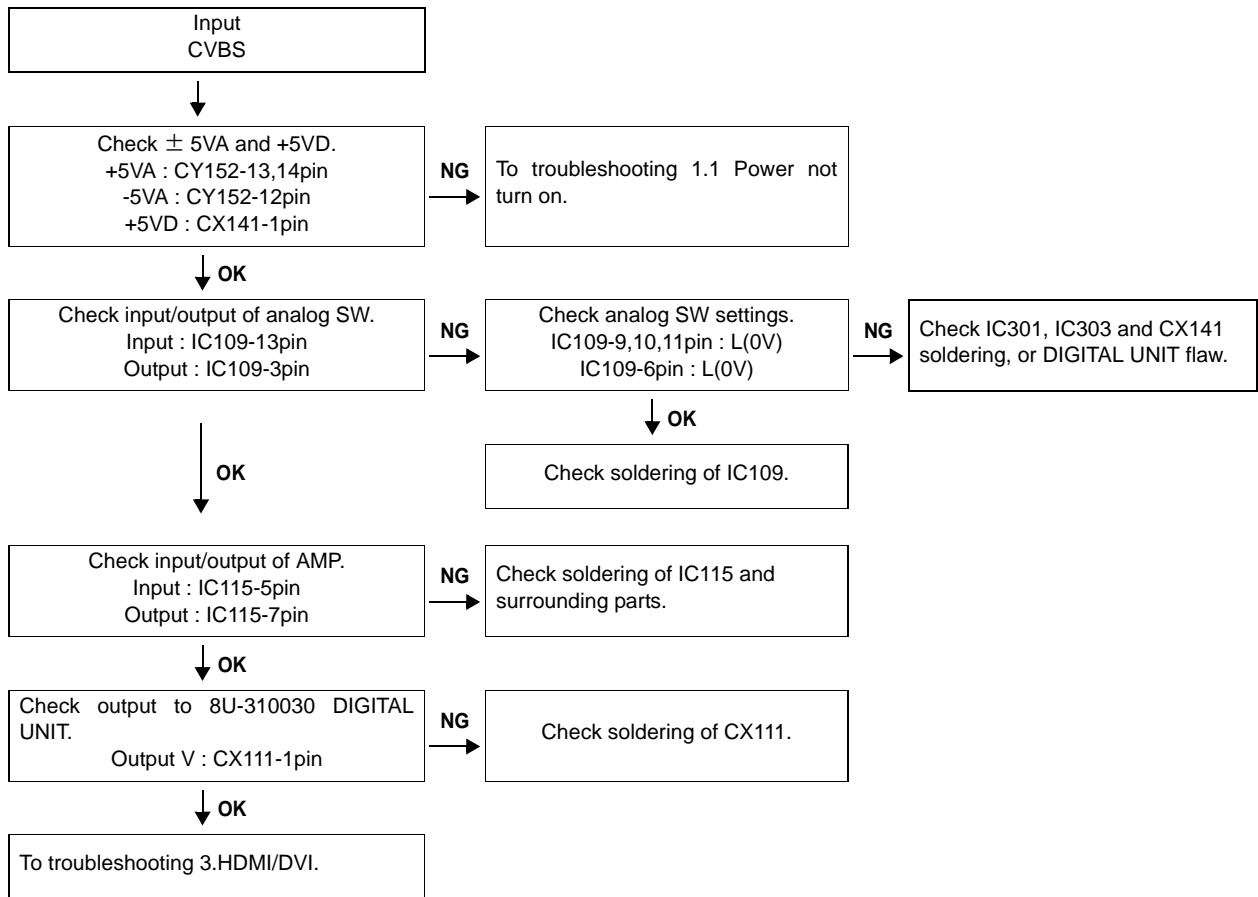 Input
CVBS
Check ± 5VA and +5VD.
+5VA : CY152-13,14pin
-5VA : CY152-12pin
+5VD : CX141-1pin
NG
To troubleshooting 1.1 Power not
turn on.
OK
Check input/output of analog SW.
Input : IC109-13pin
Output : IC109-3pin
NG
Check analog SW settings.
IC109-9,10,11pin : L(0V)
IC109-6pin : L(0V)
NG
Check IC301, IC303 and CX141
soldering, or DIGITAL UNIT flaw.
OK
Check soldering of IC109.
OK
Check input/output of AMP.
Input : IC115-5pin
Output : IC115-7pin
NG
Check soldering of IC115 and
surrounding parts.
OK
Check output to 8U-310030 DIGITAL
UNIT.
Output V : CX111-1pin
NG
Check soldering of CX111.
OK
To troubleshooting 3.HDMI/DVI.